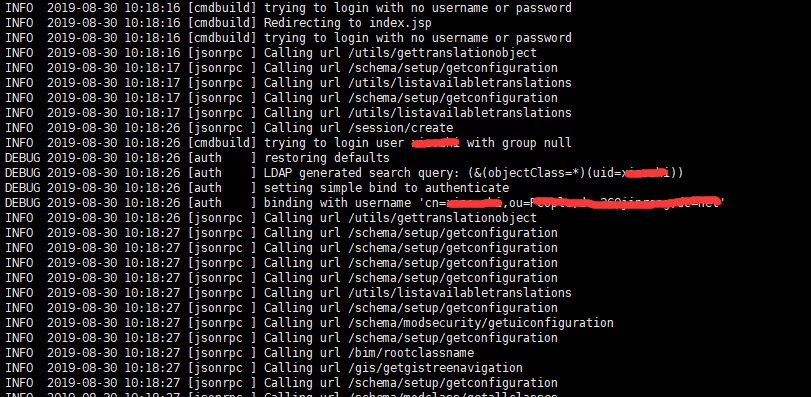 INFO 2019-08-30 10:18:16 [cmdbuild] trying to login with no username or password
INFO 2019-08-30 10:18:16 [cmdbuild] Redirecting to index.jsp
INFO 2019-08-30 10:18:16 [cmdbuild] trying to login with no username or password
INFO 2019-08-30 10:18:16 [jsonrpc ] Calling url /utils/gettranslationobject
INFO 2019-08-30 10:18:17 [jsonrpc ] Calling url /schema/setup/getconfiguration
INFO 2019-08-30 10:18:17 [jsonrpc ] Calling url /utils/listavailabletranslations
INFO 2019-08-30 10:18:17 [jsonrpc ] Calling url /schema/setup/getconfiguration
INFO 2019-08-30 10:18:17 [jsonrpc ] Calling url /utils/listavailabletranslations
INFO 2019-08-30 10:18:26 [jsonrpc ] Calling url /session/create
INFO 2019-08-30 10:18:26 [cmdbuild] trying to login user with group null
DEBUG 2019-08-30 10:18:26 [auth ] restoring defaults
DEBUG 2019-08-30 10:18:26 [auth ] LDAP generated search query: (&(objectClass=*)(uid=))
DEBUG 2019-08-30 10:18:26 [auth ] setting simple bind to authenticate
DEBUG 2019-08-30 10:18:26 [auth ] binding with username 'cn= ,ou= '
INFO 2019-08-30 10:18:26 [jsonrpc ] Calling url /utils/gettranslationobject
INFO 2019-08-30 10:18:27 [jsonrpc ] Calling url /schema/setup/getconfiguration
INFO 2019-08-30 10:18:27 [jsonrpc ] Calling url /schema/setup/getconfiguration
INFO 2019-08-30 10:18:27 [jsonrpc ] Calling url /schema/setup/getconfiguration
INFO 2019-08-30 10:18:27 [jsonrpc ] Calling url /schema/setup/getconfiguration
INFO 2019-08-30 10:18:27 [jsonrpc ] Calling url /utils/listavailabletranslations
INFO 2019-08-30 10:18:27 [jsonrpc ] Calling url /schema/setup/getconfiguration
INFO 2019-08-30 10:18:27 [jsonrpc ] Calling url /schema/modsecurity/getuiconfiguration
INFO 2019-08-30 10:18:27 [jsonrpc ] Calling url /schema/setup/getconfiguration
INFO 2019-08-30 10:18:27 [jsonrpc ] Calling url /bim/rootclassname
INFO 2019-08-30 10:18:27 [jsonrpc ] Calling url /gis/getgistreenavigation
INFO 2019-08-30 10:18:27 [jsonrpc ] Calling url /schema/setup/getconfiguration
INFO 2019-08-30 10:18:27 [jsonrpc ] Calling url /schema/modclass/getallclasses